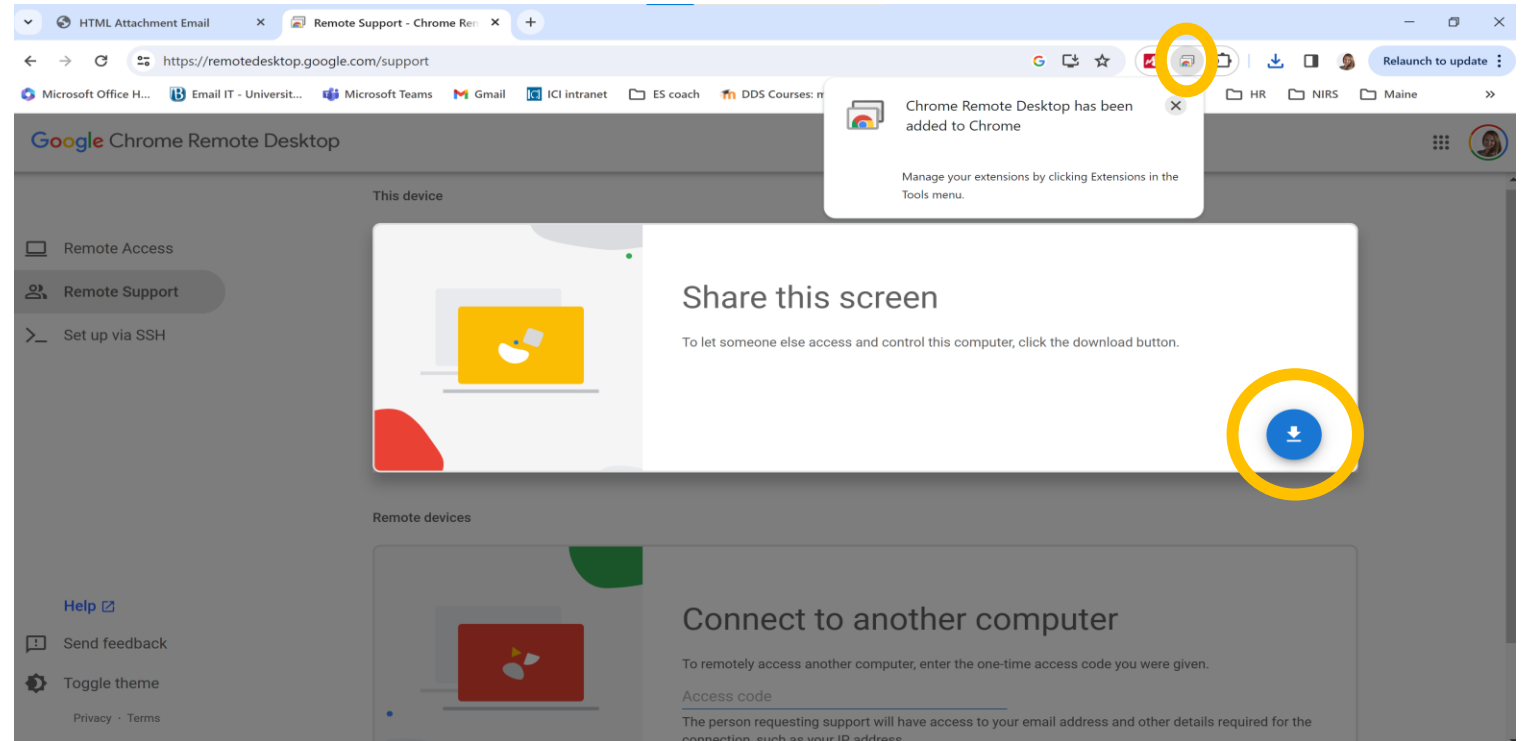 HTML Attachment Email
Remote Support - Chrome Ren
https://remotedesktop.google.com/support
Relaunch to update
Microsoft Office H...
Email IT - Universit...
Microsoft Teams
Gmail
ICI intranet
ES coach
DDS Courses:
HR
NIRS
Maine
Chrome Remote Desktop has been
added to Chrome
Manage your extensions by clicking Extensions in the
Tools menu.
Google Chrome Remote Desktop
Remote Access
Remote Support
Set up via SSH
This device
Share this screen
To let someone else access and control this computer, click the download button.
Remote devices
Connect to another computer
To remotely access another computer, enter the one-time access code you were given.
Access code
The person requesting support will have access to your email address and other details required for the
connection, such as your IP address
Help
Send feedback
Toggle theme
Privacy · Terms